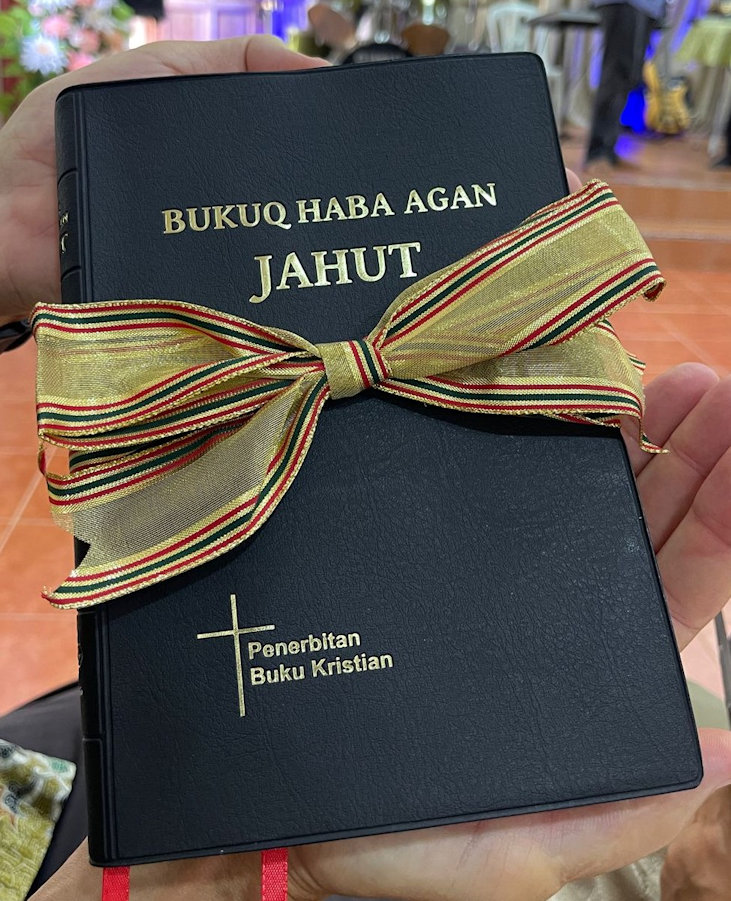 BUKUQ HABA AGAN
JAHUT
Penerbitan
Buku Kristian